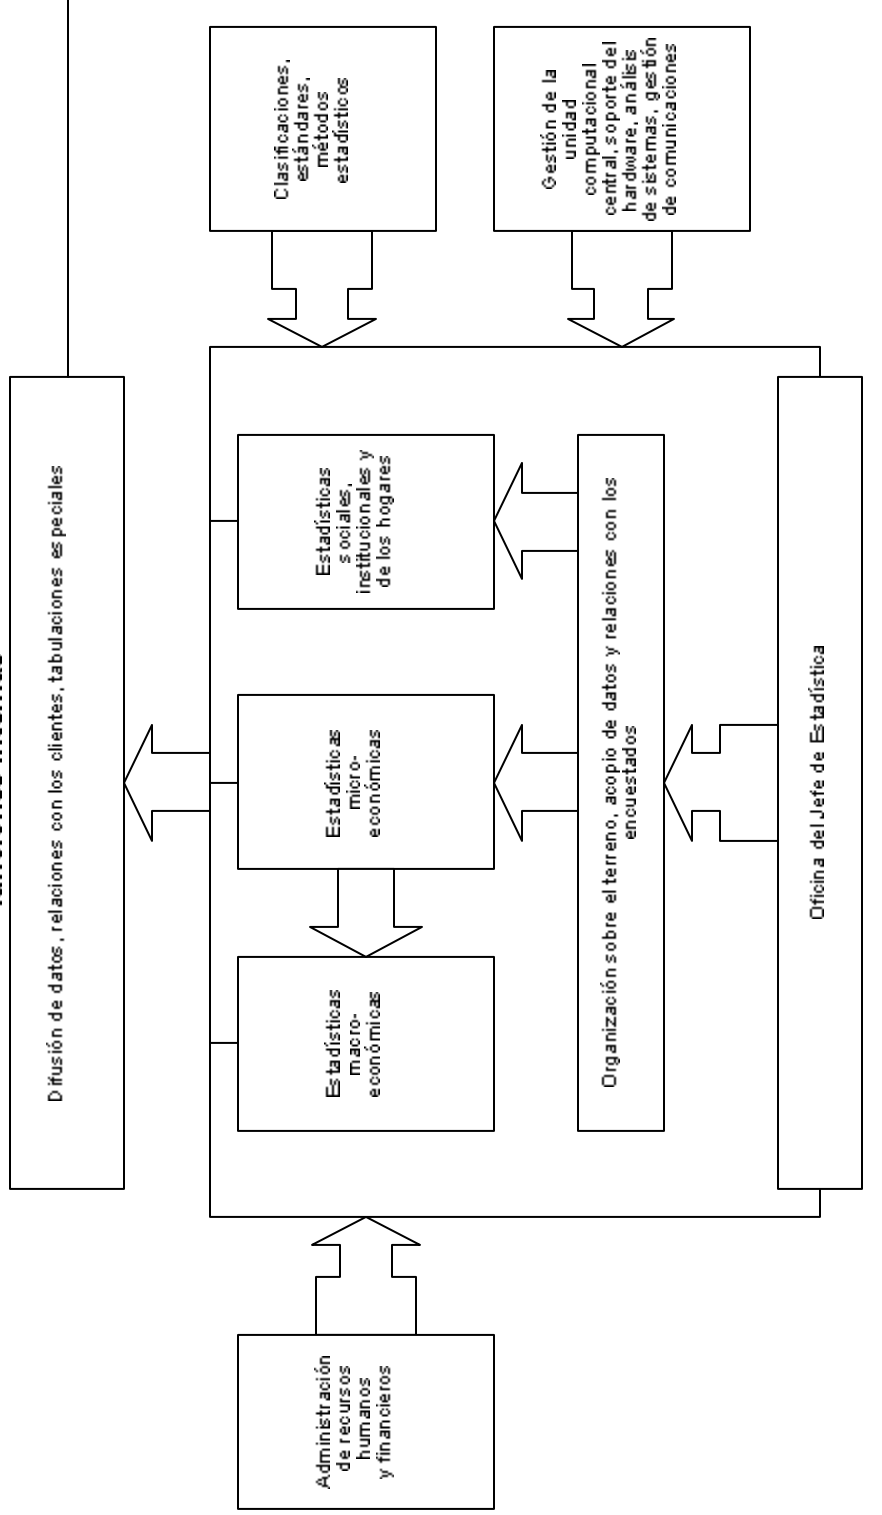 Difusión de datos, relaciones con los clientes, tabulaciones especiales
Administración
de recursos
humanos
y financieros
Estadísticas
macro-
económicas
Estadísticas
micro-
económicas
Estadísticas
sociales,
institucionales y
de los hogares
Clasificaciones,
estándares,
métodos
estadísticos
Gestión de la
unidad
computacional
central, soporte del
hardware, análisis
de sistemas, gestión
de comunicaciones
Organización sobre el terreno, acopio de datos y relaciones con los
encuestados
Oficina del Jefe de Estadística